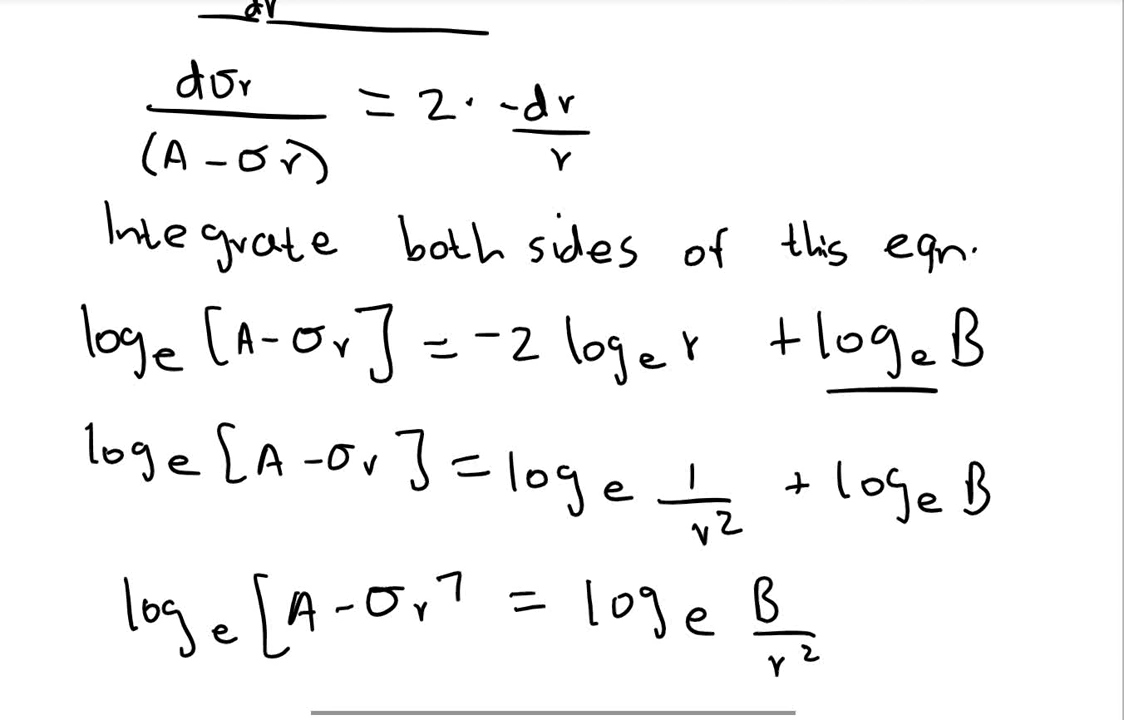 dr
dσr / (A - σr) = 2 · -dr / r
Integrate both sides of this eqn.
logₑ [A - σr] = -2 logₑ r + logₑ B
logₑ [A - σr] = logₑ 1 / r² + logₑ B
logₑ [A - σr] = logₑ B / r²